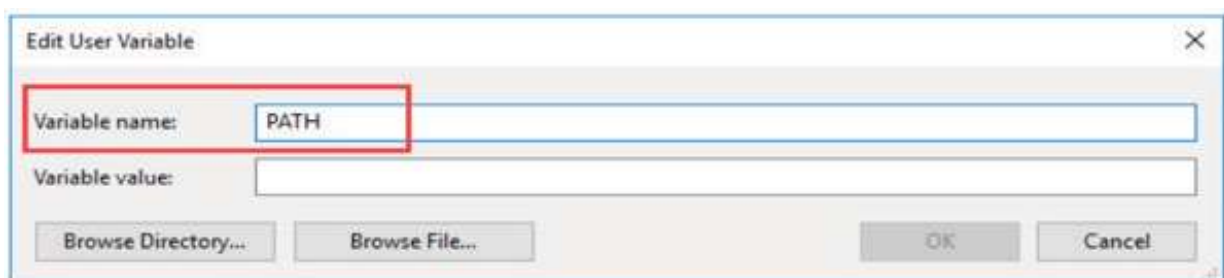 Edit User Variable
Variable name: PATH
Variable value:
Browse Directory... Browse File... OK Cancel